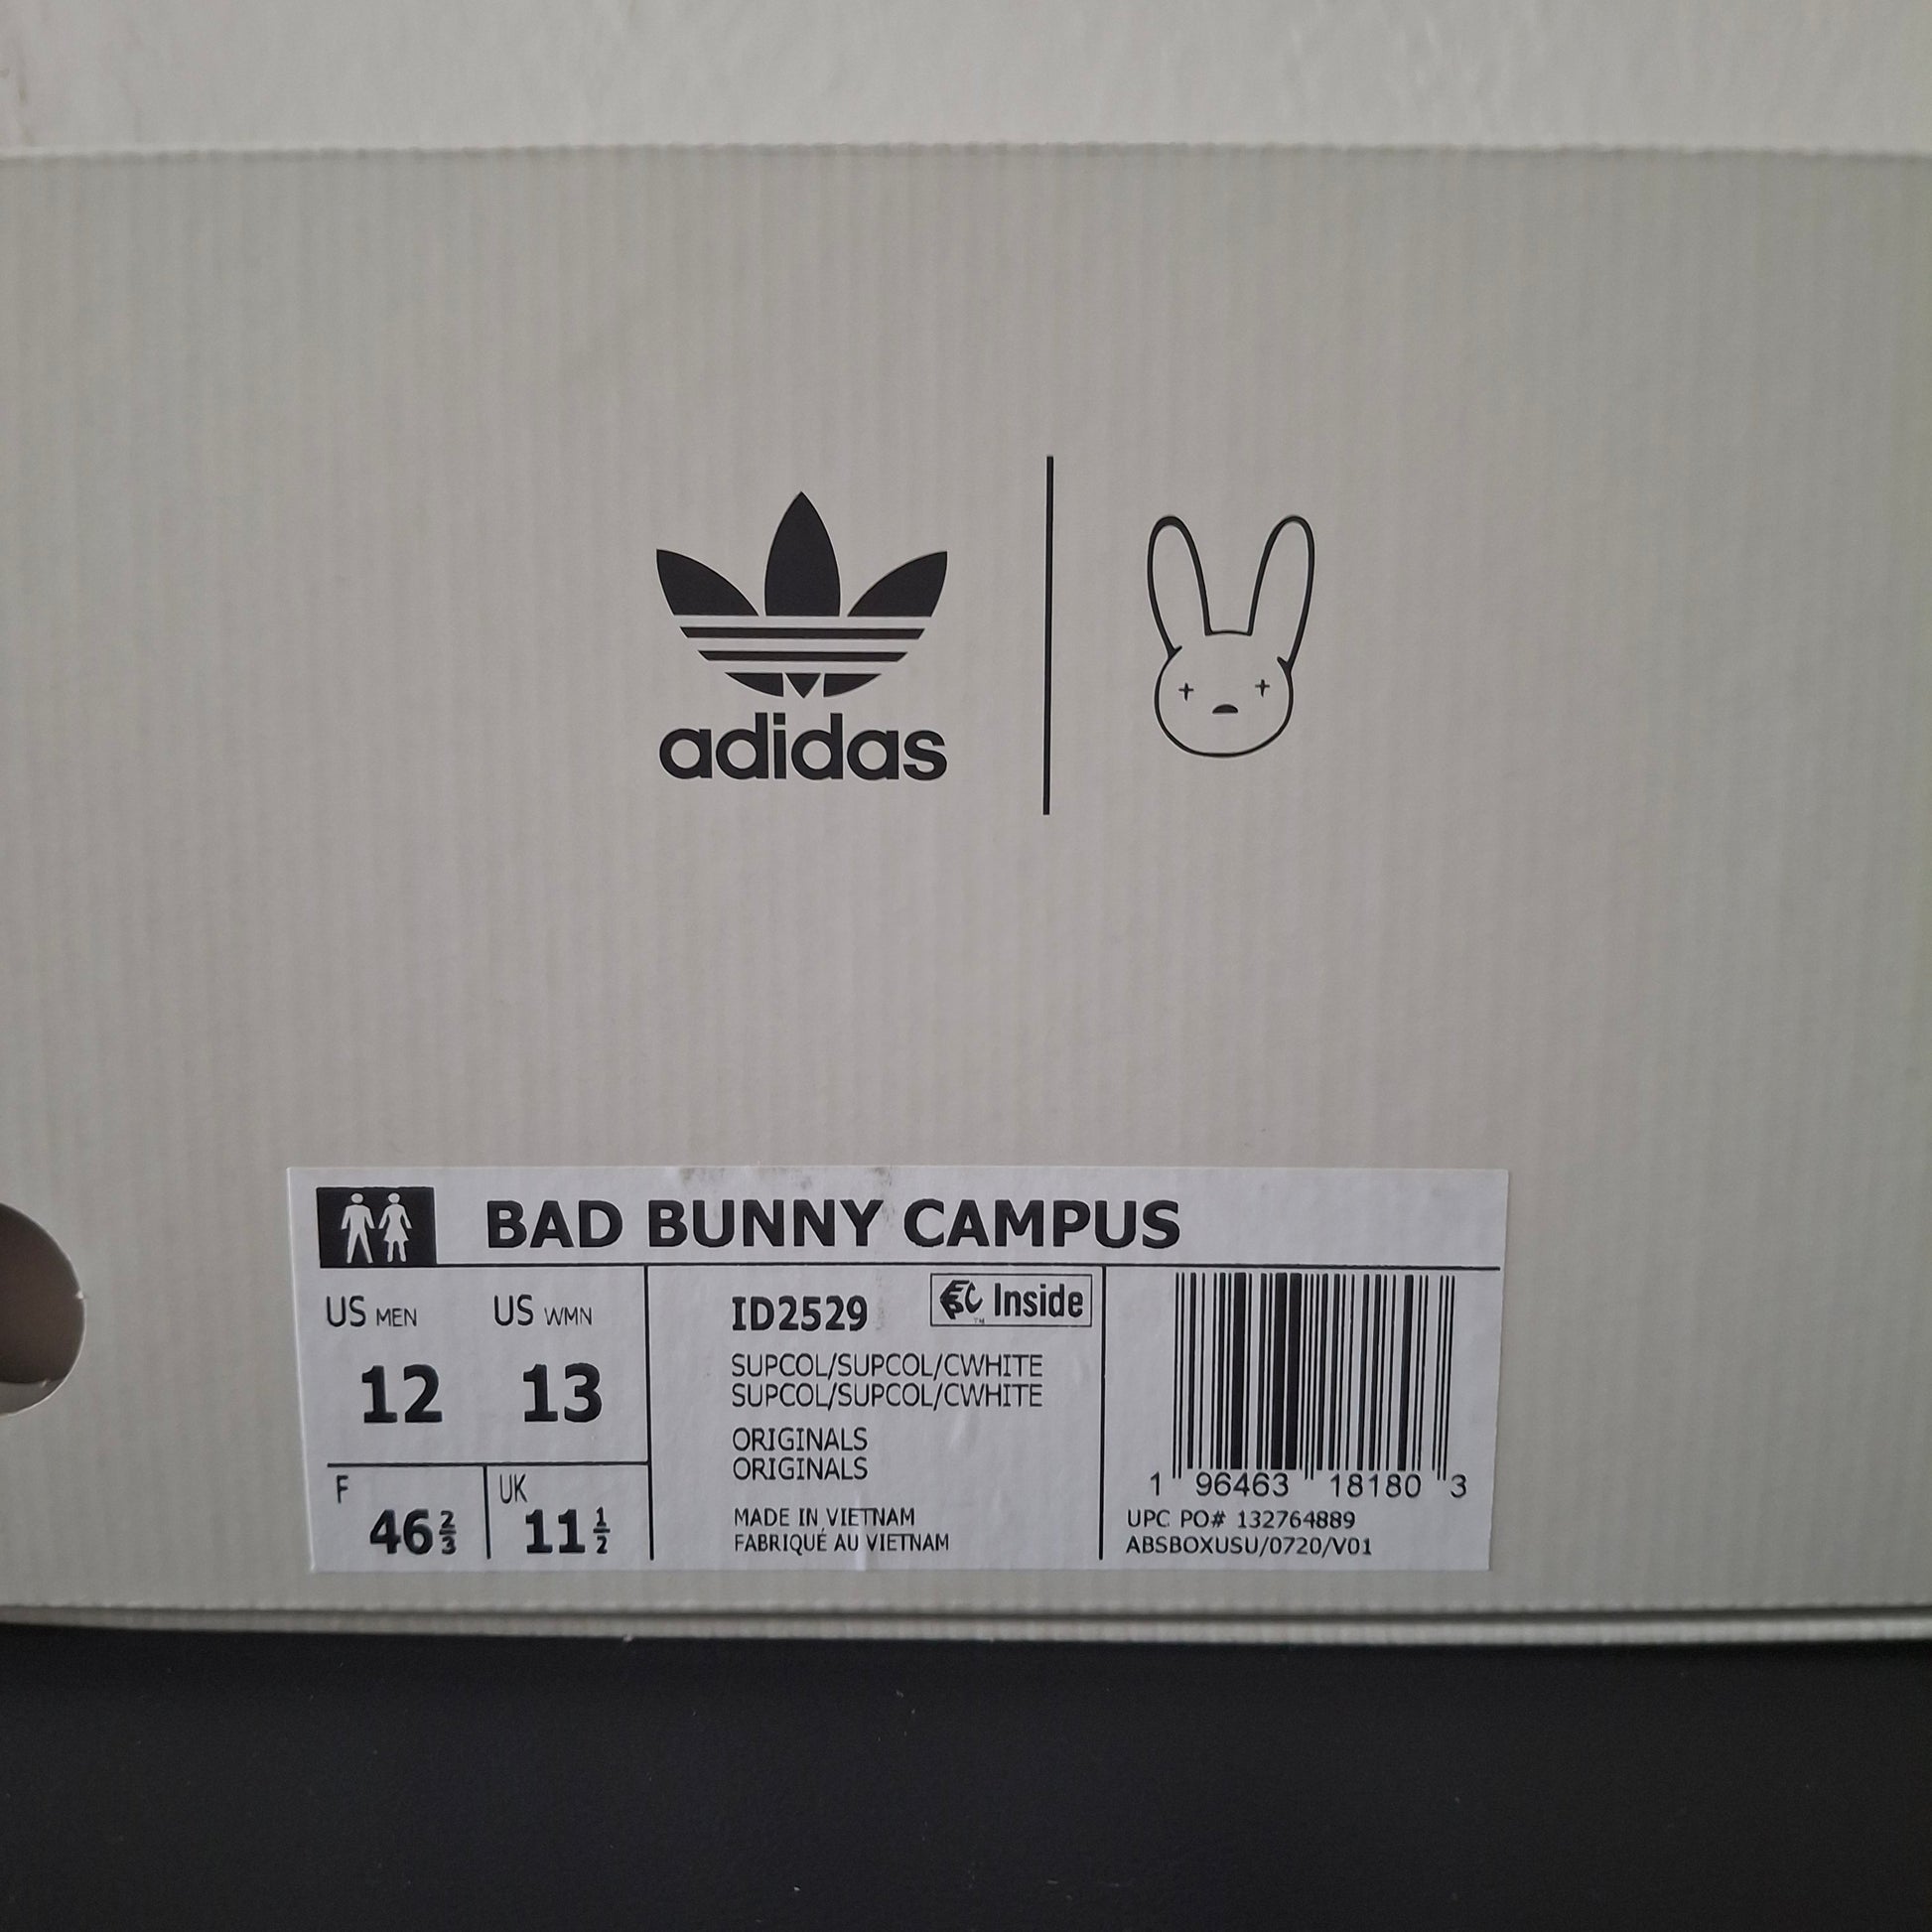 adidas
BAD BUNNY CAMPUS
US MEN
12
US WMN
13
F
46 2/3
UK
11 1/2
ID2529
EPC Inside
TM
SUPCOL/SUPCOL/CWHITE
SUPCOL/SUPCOL/CWHITE
ORIGINALS
ORIGINALS
MADE IN VIETNAM
FABRIQUÉ AU VIETNAM
1 96463 18180 3
UPC PO# 132764889
ABSBOXUSU/0720/V01